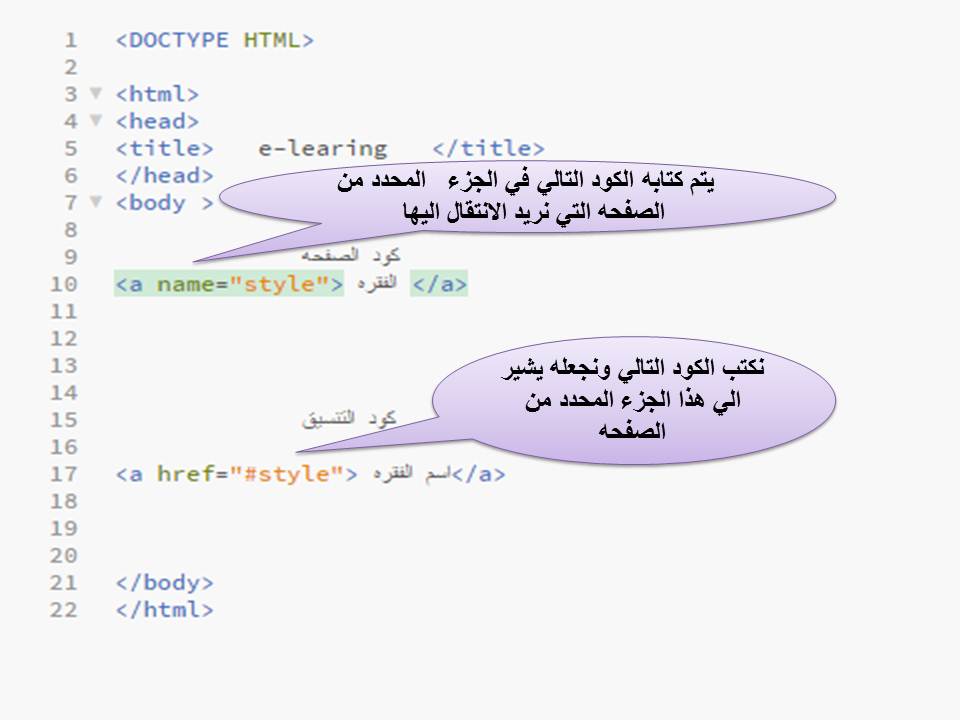 1 <DOCTYPE HTML>
2
3 <html>
4 <head>
5 <title> e-learing </title>
6 </head>
7 <body >
يتم كتابه الكود التالي في الجزء المحدد من
الصفحه التي نريد الانتقال اليها
8
9 كود الصفحه
10 <a name="style"> الفقره </a>
11
12
13
نكتب الكود التالي ونجعله يشير
الي هذا الجزء المحدد من
الصفحه
14
15 كود التنسيق
16
17 <a href="#style"> اسم الفقره</a>
18
19
20
21 </body>
22 </html>